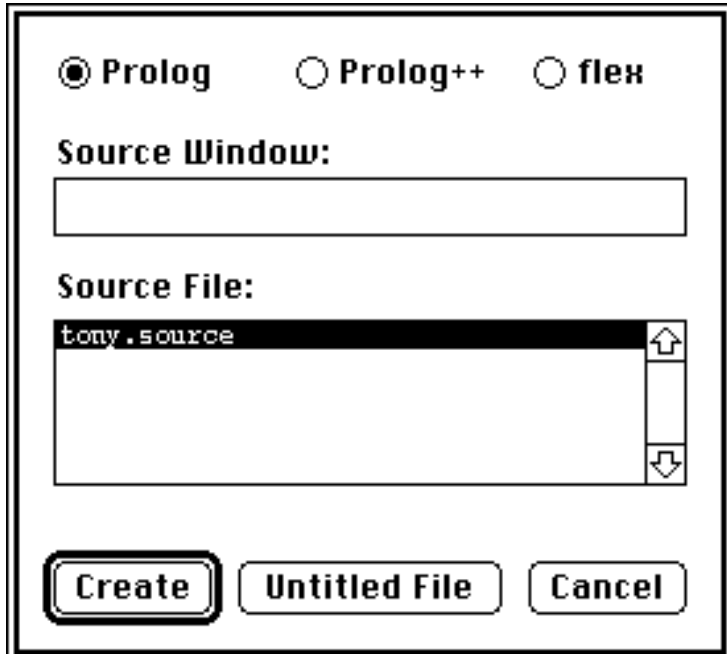 Prolog Prolog++ flex
Source Window:
Source File:
tony.source
Create Untitled File Cancel